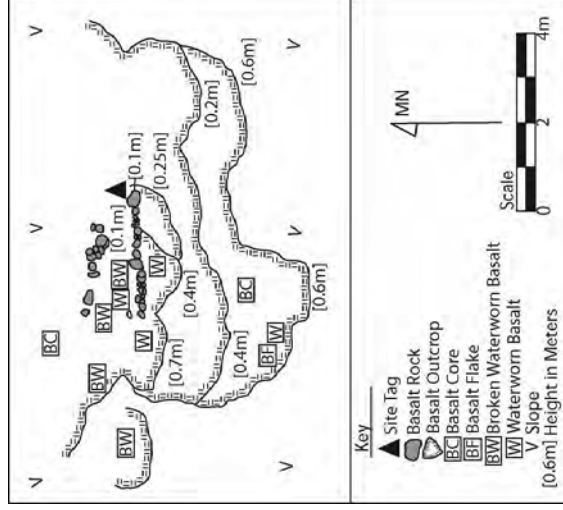 V V V
BC
BW BW
[0.1m]
BW W BW
[0.1m]
W W
[0.25m]
[0.7m]
[0.4m]
[0.2m]
[0.4m]
BC
[0.6m]
BF W
V V V
[0.6m]
Key
Site Tag
Basalt Rock
Basalt Outcrop
BC Basalt Core
BF Basalt Flake
BW Broken Waterworn Basalt
W Waterworn Basalt
V Slope
[0.6m] Height in Meters
MN
Scale
0 2 4m